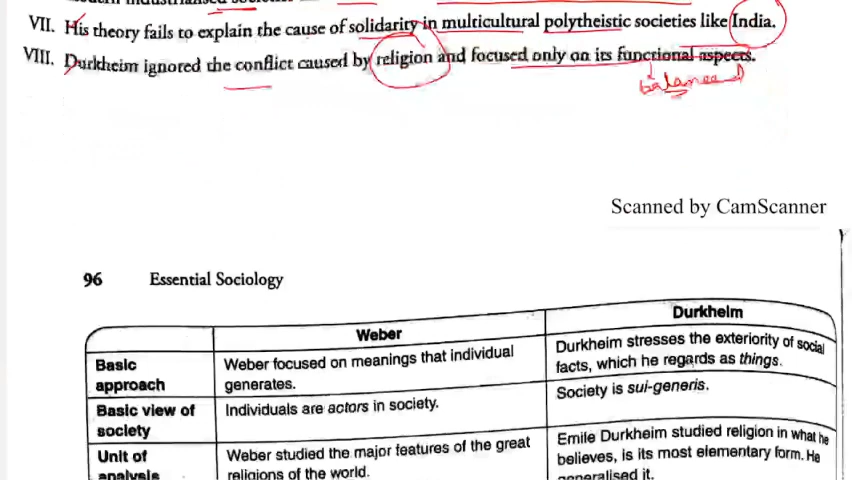 VII. His theory fails to explain the cause of solidarity in multicultural polytheistic societies like India.
VIII. Durkheim ignored the conflict caused by religion and focused only on its functional aspects.
balanced
Scanned by CamScanner
96 Essential Sociology
Weber Durkheim
Basic approach
Weber focused on meanings that individual generates.
Durkheim stresses the exteriority of social facts, which he regards as things.
Basic view of society
Individuals are actors in society.
Society is sui-generis.
Unit of analysis
Weber studied the major features of the great religions of the world.
Emile Durkheim studied religion in what he believes, is its most elementary form. He generalised it.